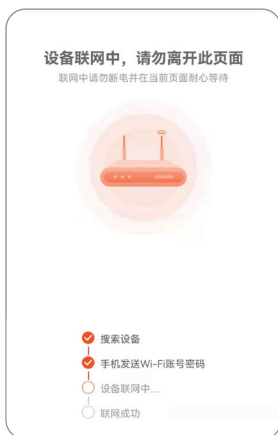 设备联网中，请勿离开此页面
联网中请勿断电并在当前页面耐心等待
搜索设备
手机发送Wi-Fi账号密码
设备联网中...
联网成功